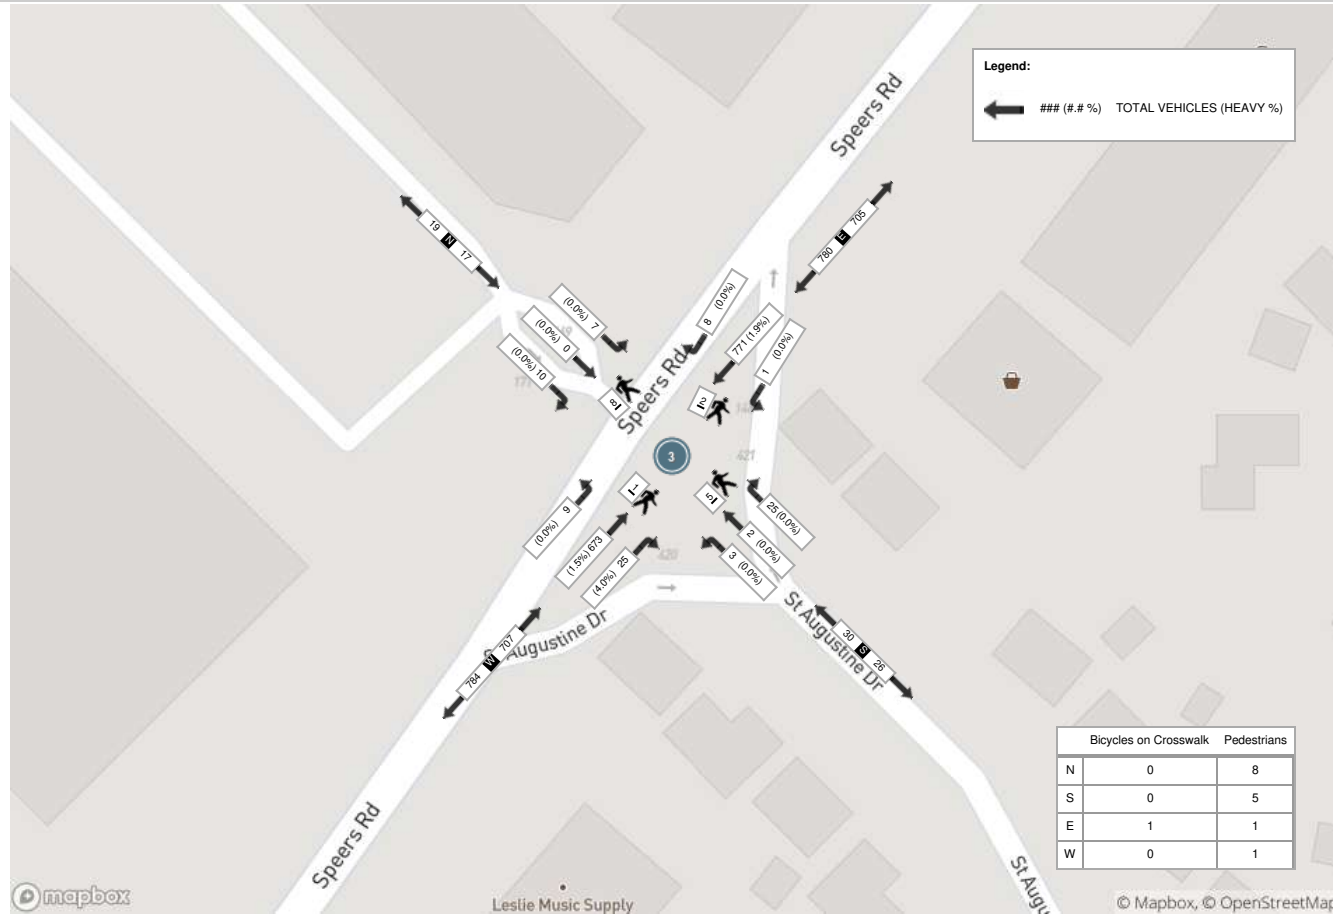 Legend:
### (#.# %) TOTAL VEHICLES (HEAVY %)
Speers Rd
19 N 17
780 E 705
(0.0%) 7
(0.0%) 0
(0.0%) 10
8 (0.0%)
771 (1.9%)
1 (0.0%)
Speers Rd
8
2
3
421
1
5
(0.0%) 9
(1.5%) 673
(4.0%) 25
420
25 (0.0%)
2 (0.0%)
3 (0.0%)
784 W 707
St Augustine Dr
30 S 26
St Augustine Dr
Bicycles on Crosswalk Pedestrians
N 0 8
S 0 5
E 1 1
W 0 1
Speers Rd
St Augu
mapbox
Leslie Music Supply
© Mapbox, © OpenStreetMap